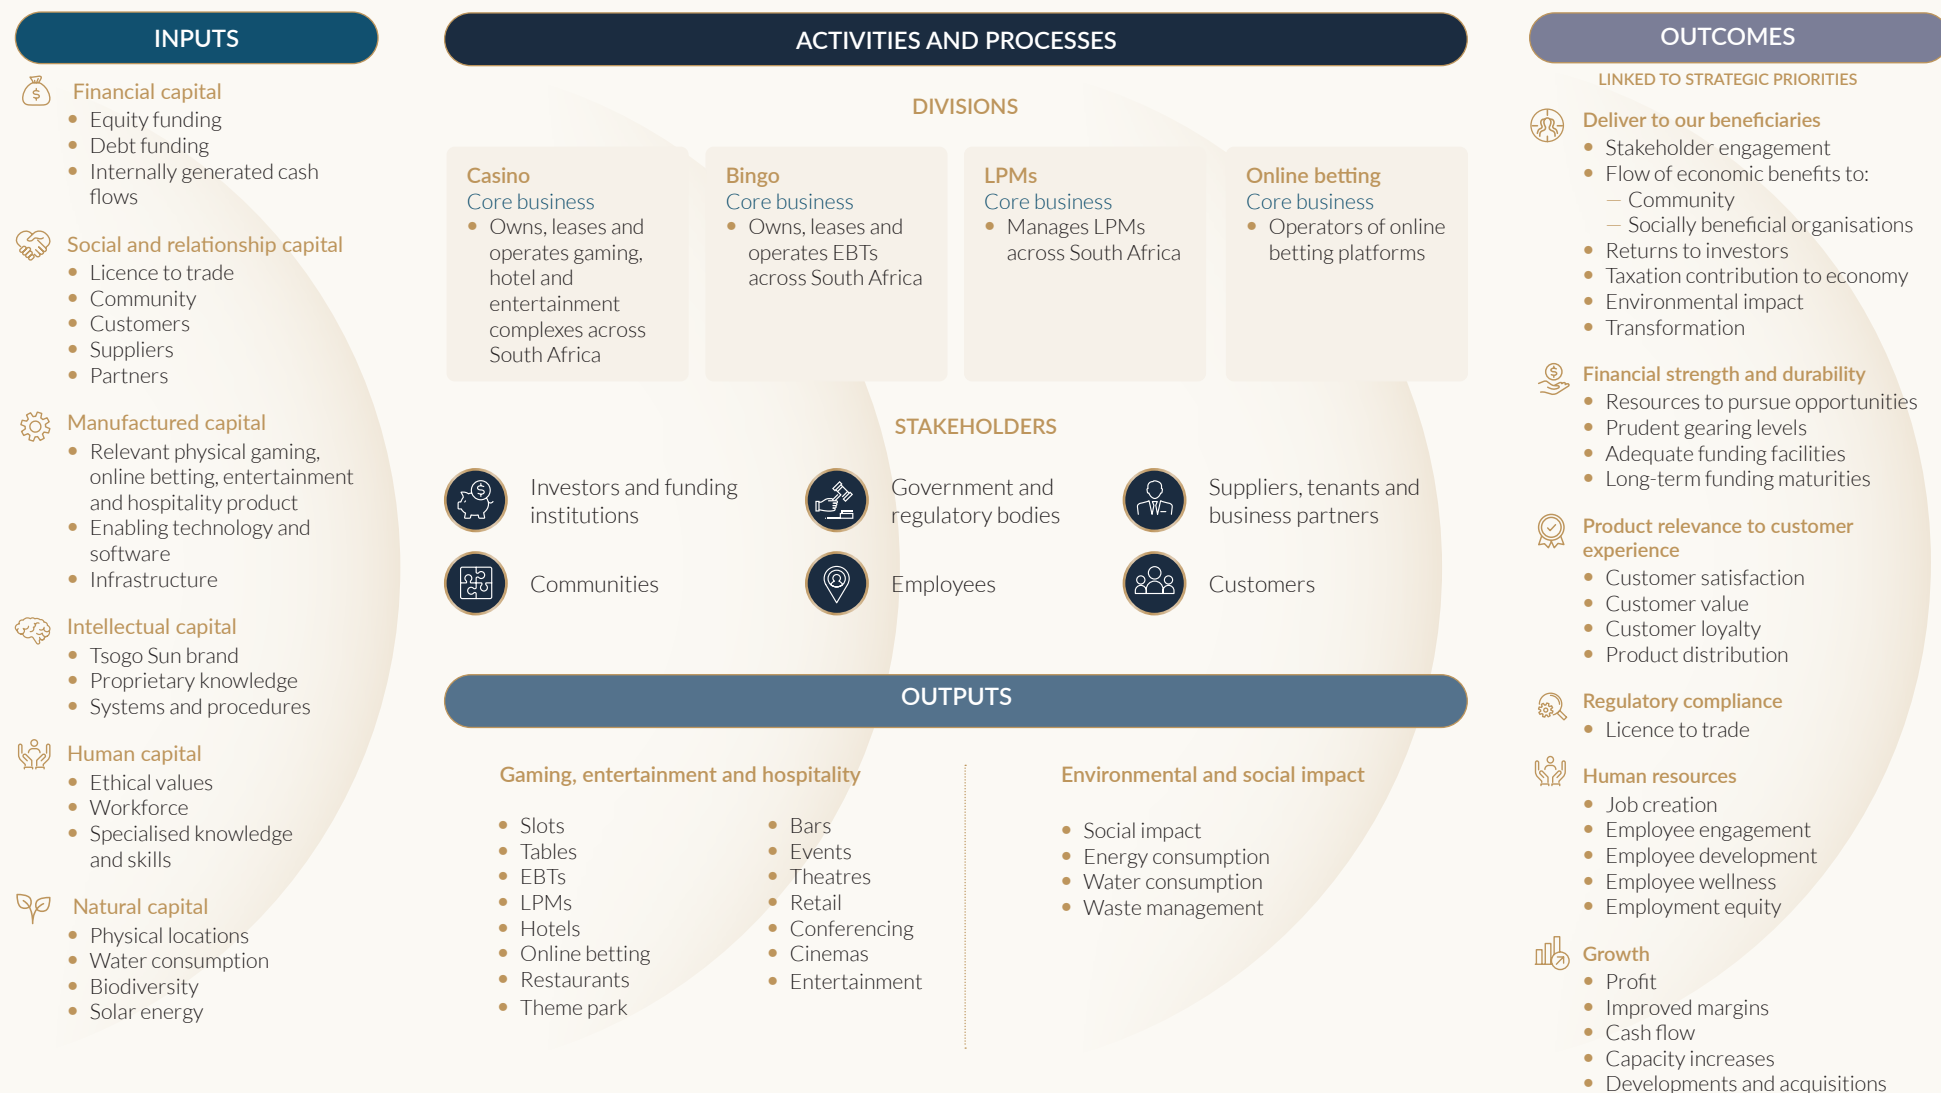 INPUTS
Financial capital
• Equity funding
• Debt funding
• Internally generated cash
flows
Social and relationship capital
• Licence to trade
• Community
• Customers
• Suppliers
• Partners
Manufactured capital
• Relevant physical gaming,
online betting, entertainment
and hospitality product
• Enabling technology and
software
• Infrastructure
Intellectual capital
• Tsogo Sun brand
• Proprietary knowledge
• Systems and procedures
Human capital
• Ethical values
• Workforce
• Specialised knowledge
and skills
Natural capital
• Physical locations
• Water consumption
• Biodiversity
• Solar energy
ACTIVITIES AND PROCESSES
DIVISIONS
Casino
Core business
• Owns, leases and
operates gaming,
hotel and
entertainment
complexes across
South Africa
Bingo
Core business
• Owns, leases and
operates EBTs
across South Africa
LPMs
Core business
• Manages LPMs
across South Africa
Online betting
Core business
• Operators of online
betting platforms
STAKEHOLDERS
Investors and funding
institutions
Government and
regulatory bodies
Suppliers, tenants and
business partners
Communities
Employees
Customers
OUTPUTS
Gaming, entertainment and hospitality
• Slots
• Tables
• EBTs
• LPMs
• Hotels
• Online betting
• Restaurants
• Theme park
• Bars
• Events
• Theatres
• Retail
• Conferencing
• Cinemas
• Entertainment
Environmental and social impact
• Social impact
• Energy consumption
• Water consumption
• Waste management
OUTCOMES
LINKED TO STRATEGIC PRIORITIES
Deliver to our beneficiaries
• Stakeholder engagement
• Flow of economic benefits to:
– Community
– Socially beneficial organisations
• Returns to investors
• Taxation contribution to economy
• Environmental impact
• Transformation
Financial strength and durability
• Resources to pursue opportunities
• Prudent gearing levels
• Adequate funding facilities
• Long-term funding maturities
Product relevance to customer
experience
• Customer satisfaction
• Customer value
• Customer loyalty
• Product distribution
Regulatory compliance
• Licence to trade
Human resources
• Job creation
• Employee engagement
• Employee development
• Employee wellness
• Employment equity
Growth
• Profit
• Improved margins
• Cash flow
• Capacity increases
• Developments and acquisitions